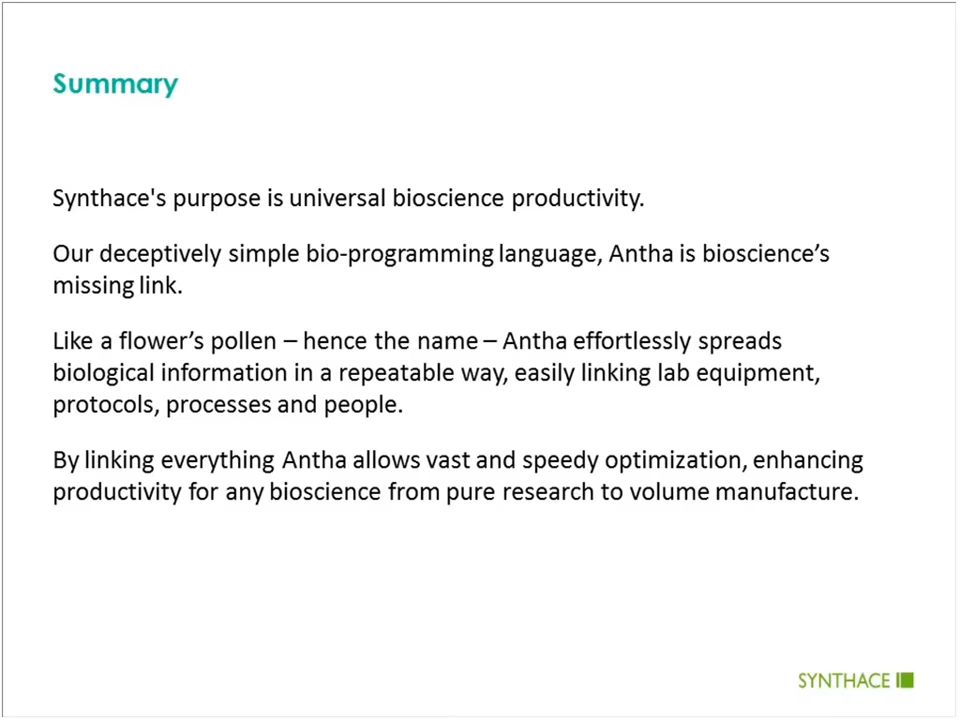 Summary
Synthace's purpose is universal bioscience productivity.
Our deceptively simple bio-programming language, Antha is bioscience’s
missing link.
Like a flower’s pollen – hence the name – Antha effortlessly spreads
biological information in a repeatable way, easily linking lab equipment,
protocols, processes and people.
By linking everything Antha allows vast and speedy optimization, enhancing
productivity for any bioscience from pure research to volume manufacture.
SYNTHACE